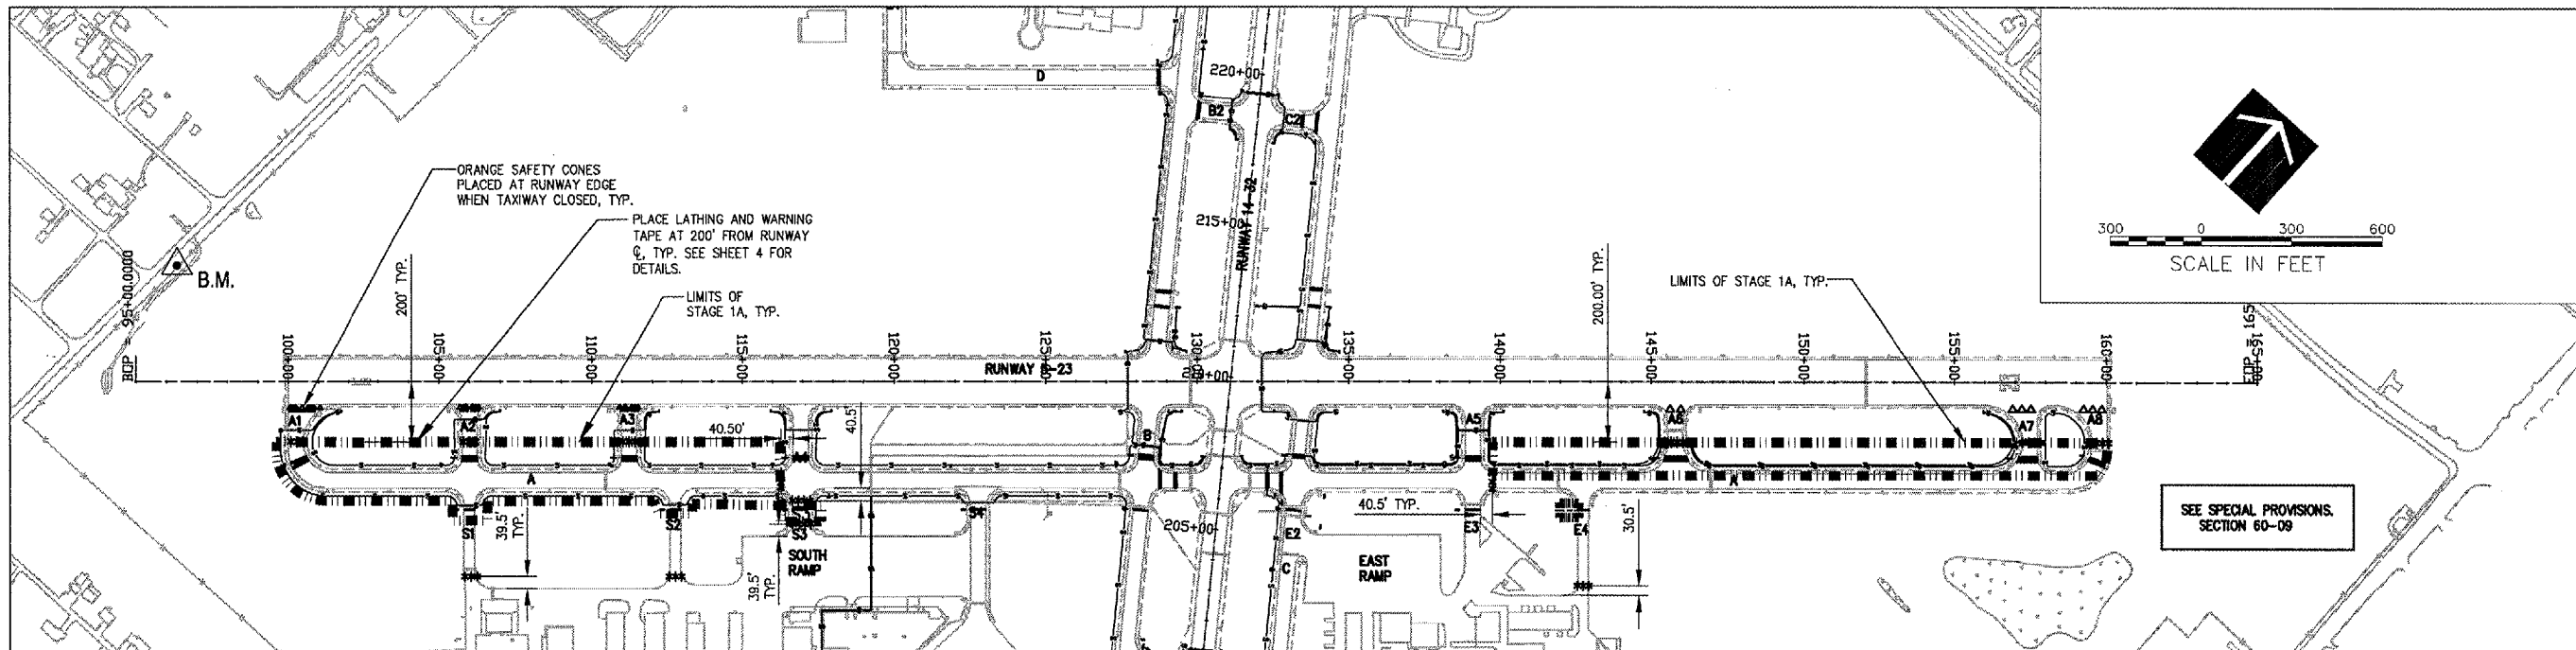 D
220+00
B2
C2
ORANGE SAFETY CONES
PLACED AT RUNWAY EDGE
WHEN TAXIWAY CLOSED, TYP.
PLACE LATHING AND WARNING
TAPE AT 200' FROM RUNWAY
℄, TYP. SEE SHEET 4 FOR
DETAILS.
LIMITS OF
STAGE 1A, TYP.
B.M.
BOP = 95+00.0000
200' TYP.
215+00
RUNWAY 14-32
200.00' TYP.
LIMITS OF STAGE 1A, TYP.
300 0 300 600
SCALE IN FEET
100+00
105+00
110+00
115+00
120+00
125+00
130+00
135+00
140+00
145+00
150+00
155+00
160+00
RUNWAY
A1
A2
A3
40.50'
40.5'
B
A5
A6
A7
A8
A
40.5' TYP.
30.5'
S1
39.5'
TYP.
S2
S3
S4
205+00
E2
E3
E4
SOUTH
RAMP
39.5'
TYP.
C
EAST
RAMP
SEE SPECIAL PROVISIONS.
SECTION 60-09